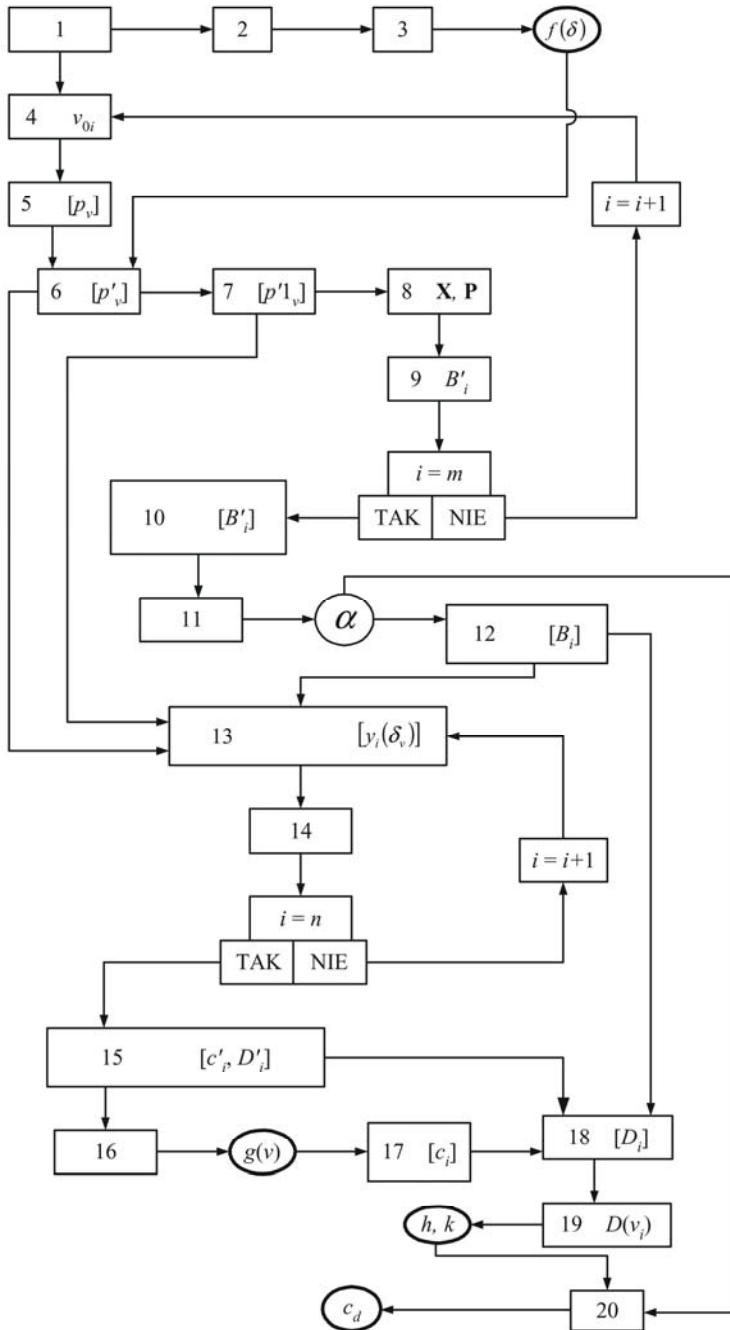 1 2 3 f(δ)
4 v₀ᵢ
5 [pᵥ] i = i+1
6 [p'ᵥ] 7 [p'1ᵥ] 8 X, P
9 B'ᵢ
i = m
10 [B'ᵢ] TAK NIE
11 α 12 [Bᵢ]
13 [yᵢ(δᵥ)]
14 i = i+1
i = n
TAK NIE
15 [c'ᵢ, D'ᵢ]
16 g(v) 17 [cᵢ] 18 [Dᵢ]
h, k 19 D(vᵢ)
c_d 20